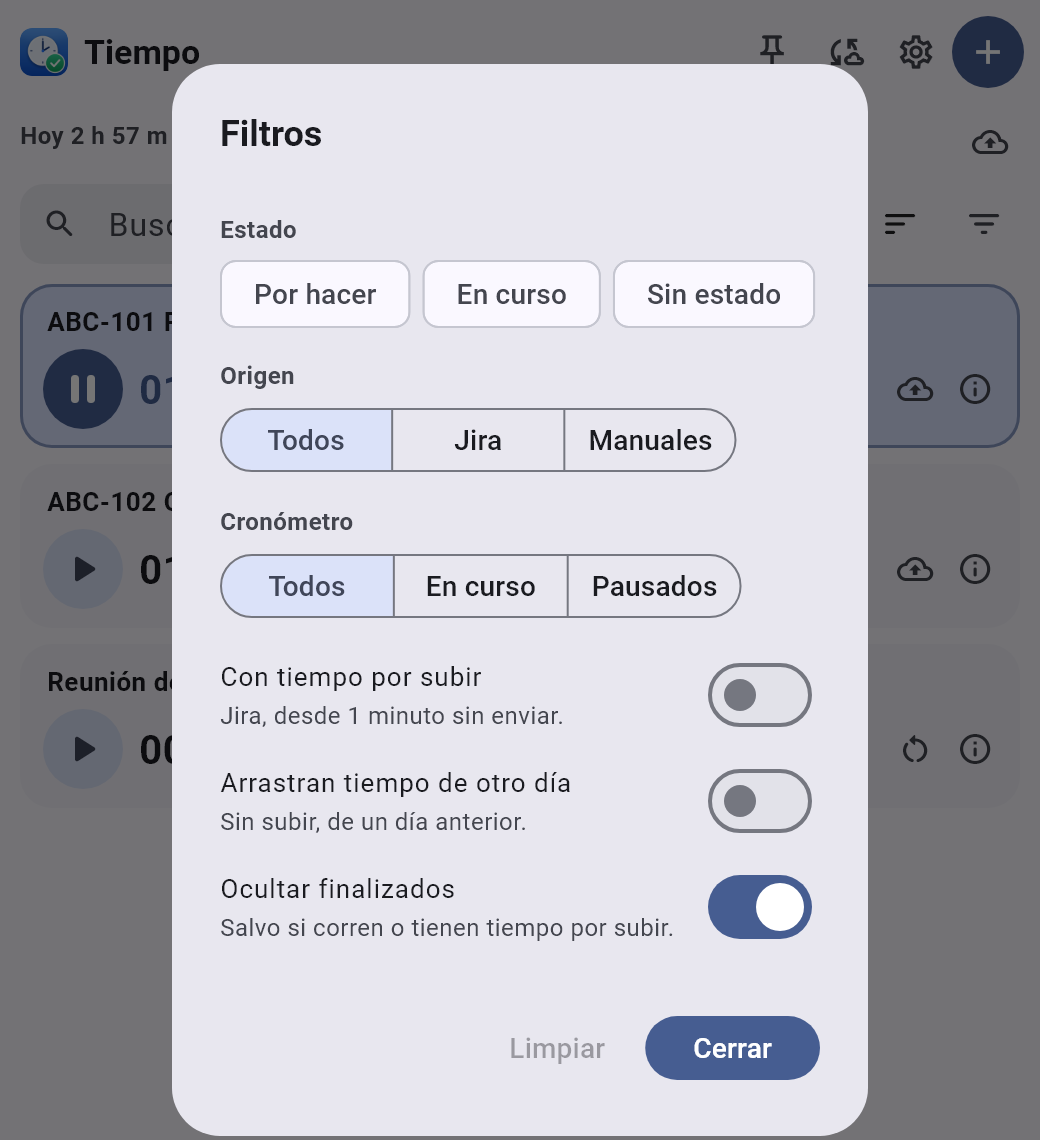 Tiempo
Hoy 2 h 57 m
Filtros
Estado
Por hacer
En curso
Sin estado
Origen
Todos
Jira
Manuales
Cronómetro
Todos
En curso
Pausados
Con tiempo por subir
Jira, desde 1 minuto sin enviar.
Arrastran tiempo de otro día
Sin subir, de un día anterior.
Ocultar finalizados
Salvo si corren o tienen tiempo por subir.
Limpiar
Cerrar
ABC-101
ABC-102
Reunión